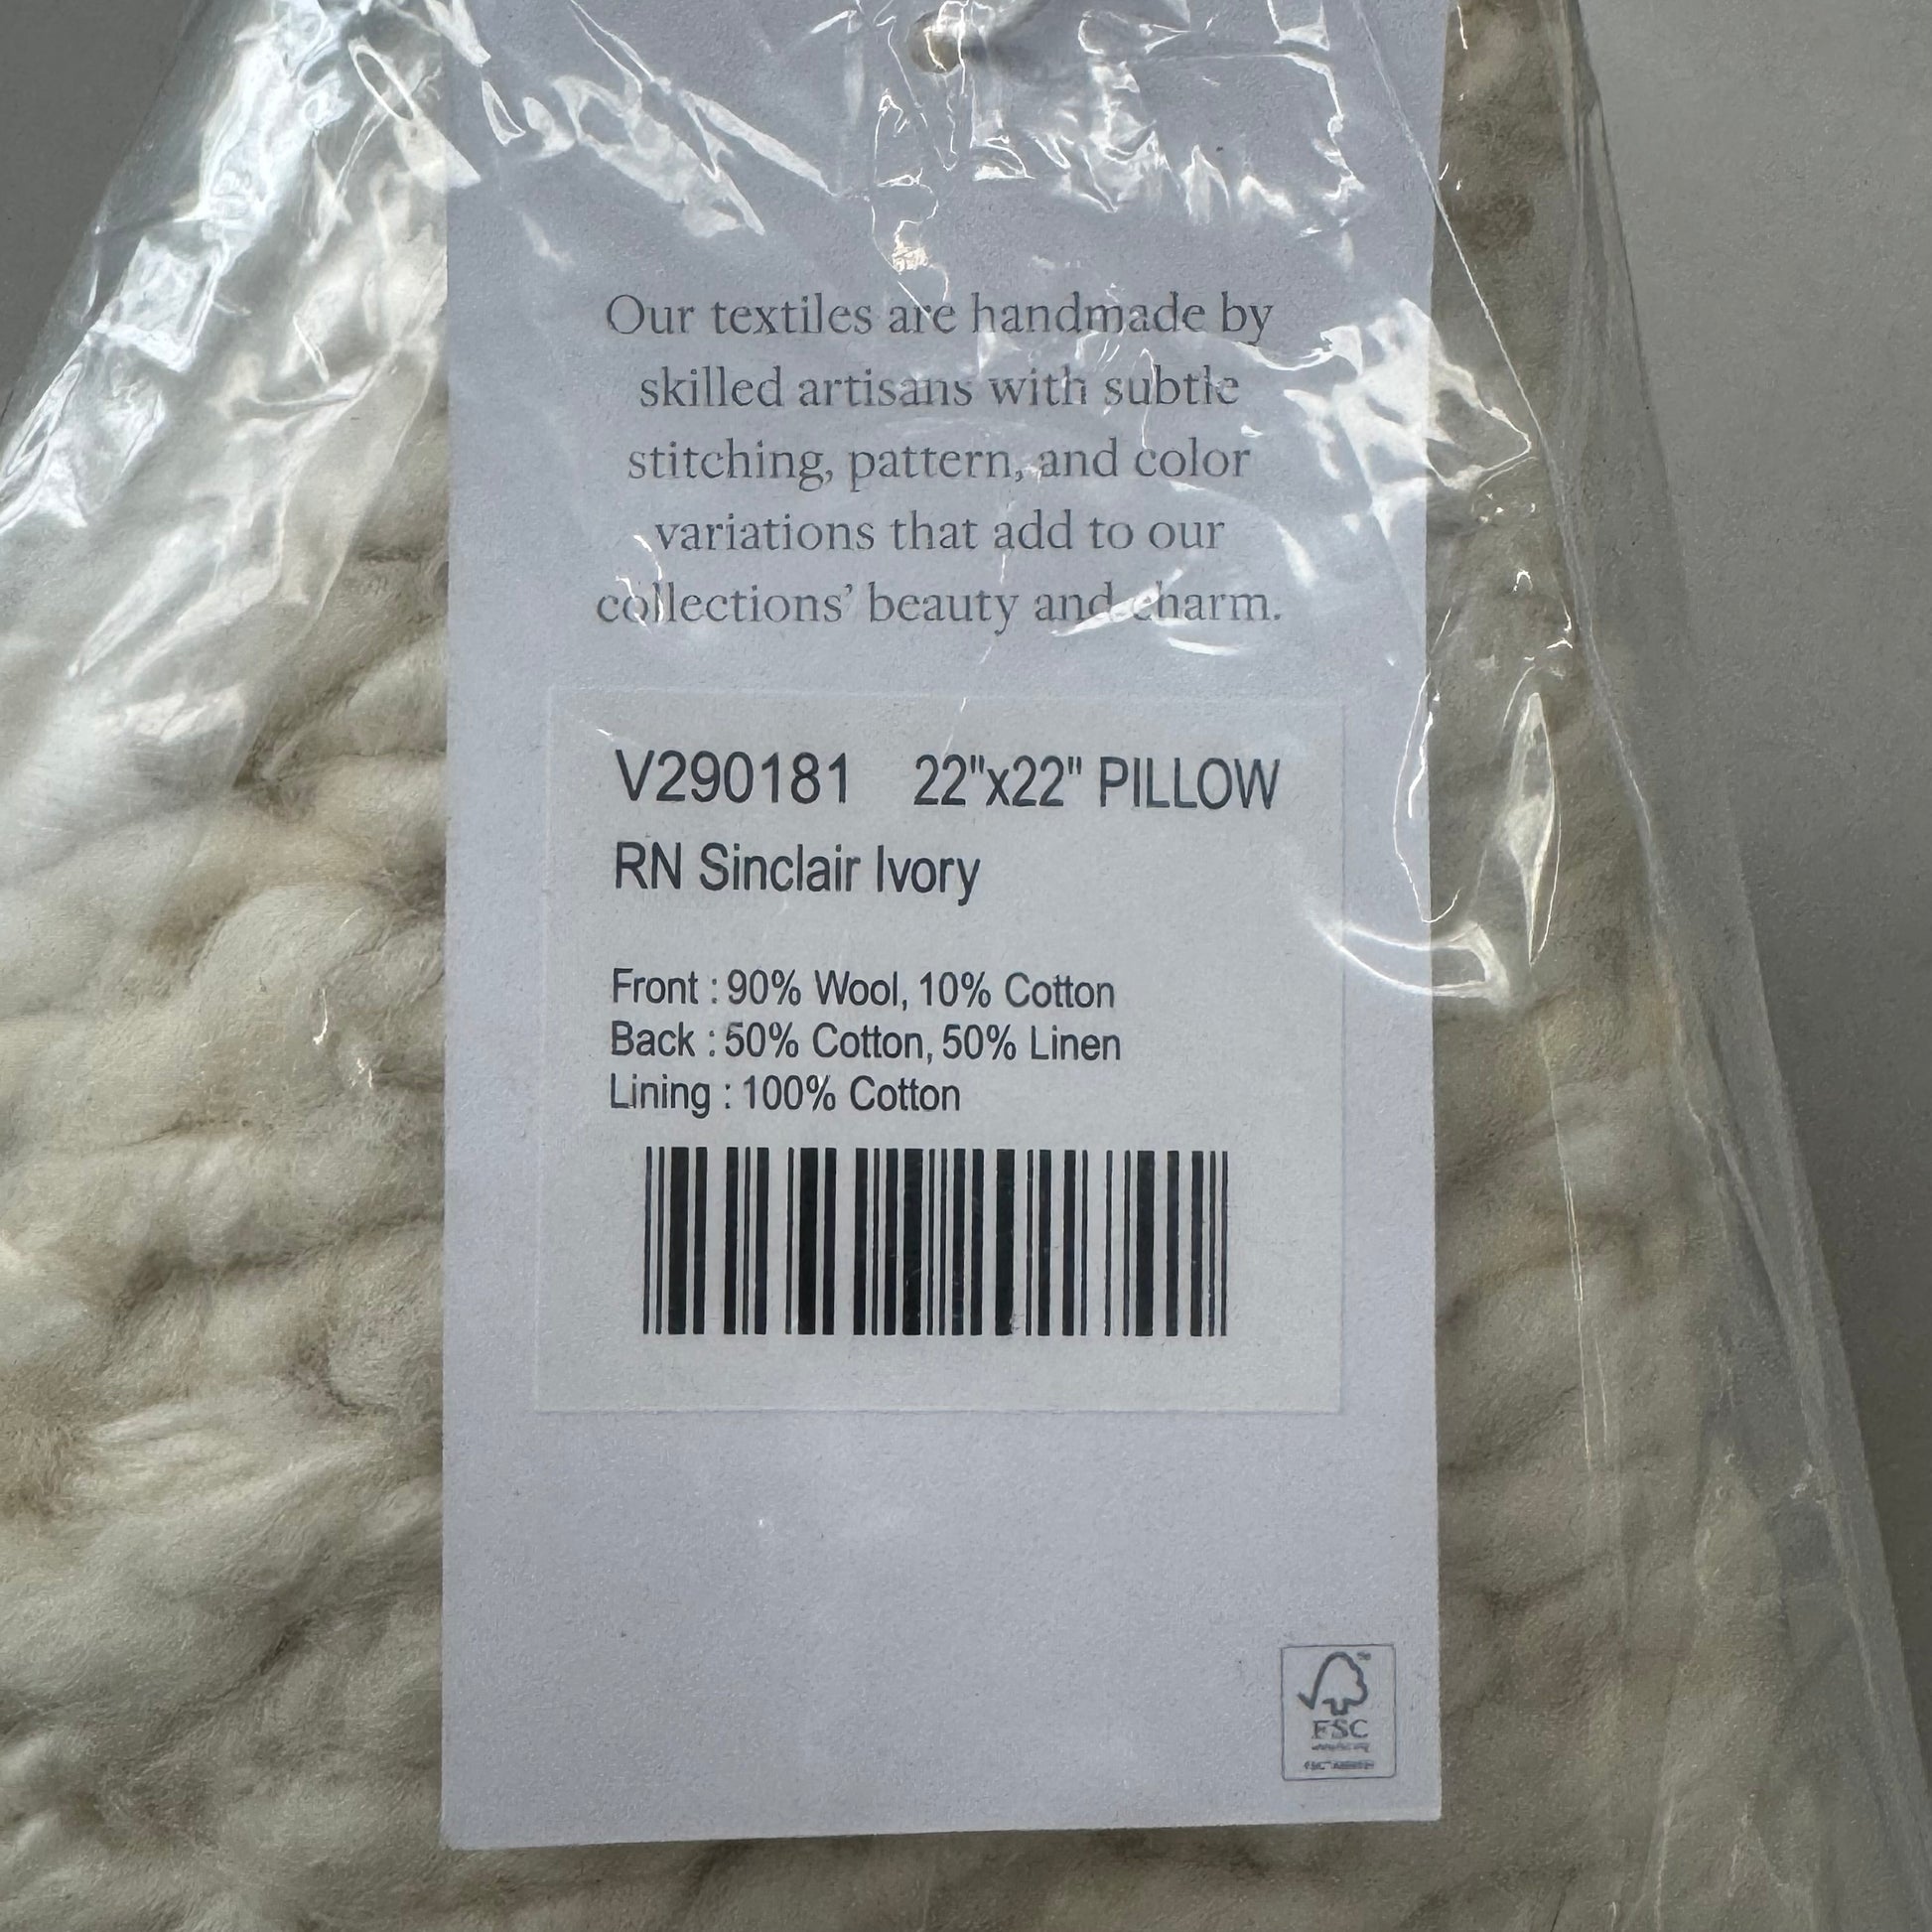 Our textiles are handmade by
skilled artisans with subtle
stitching, pattern, and color
variations that add to our
collections’ beauty and charm.
V290181 22"x22" PILLOW
RN Sinclair Ivory
Front : 90% Wool, 10% Cotton
Back : 50% Cotton, 50% Linen
Lining : 100% Cotton
FSC